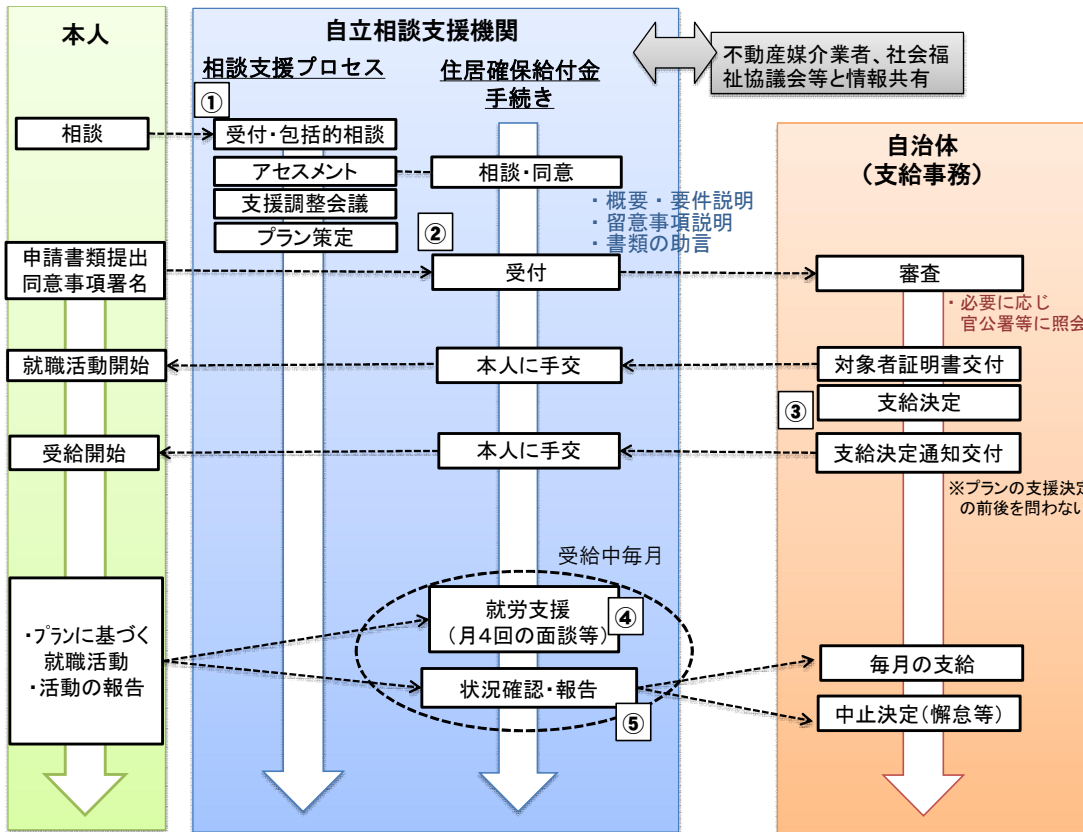 本人
自立相談支援機関
不動産媒介業者、社会福
祉協議会等と情報共有
相談支援プロセス
住居確保給付金
手続き
①
相談
受付・包括的相談
自治体
（支給事務）
アセスメント
相談・同意
支援調整会議
・概要・要件説明
・留意事項説明
・書類の助言
プラン策定
②
申請書類提出
同意事項署名
受付
審査
・必要に応じ
官公署等に照会
就職活動開始
本人に手交
対象者証明書交付
③
支給決定
受給開始
本人に手交
支給決定通知交付
※プランの支援決定
の前後を問わない
受給中毎月
・プランに基づく
就職活動
・活動の報告
就労支援
（月４回の面談等）
④
毎月の支給
状況確認・報告
⑤
中止決定（懈怠等）